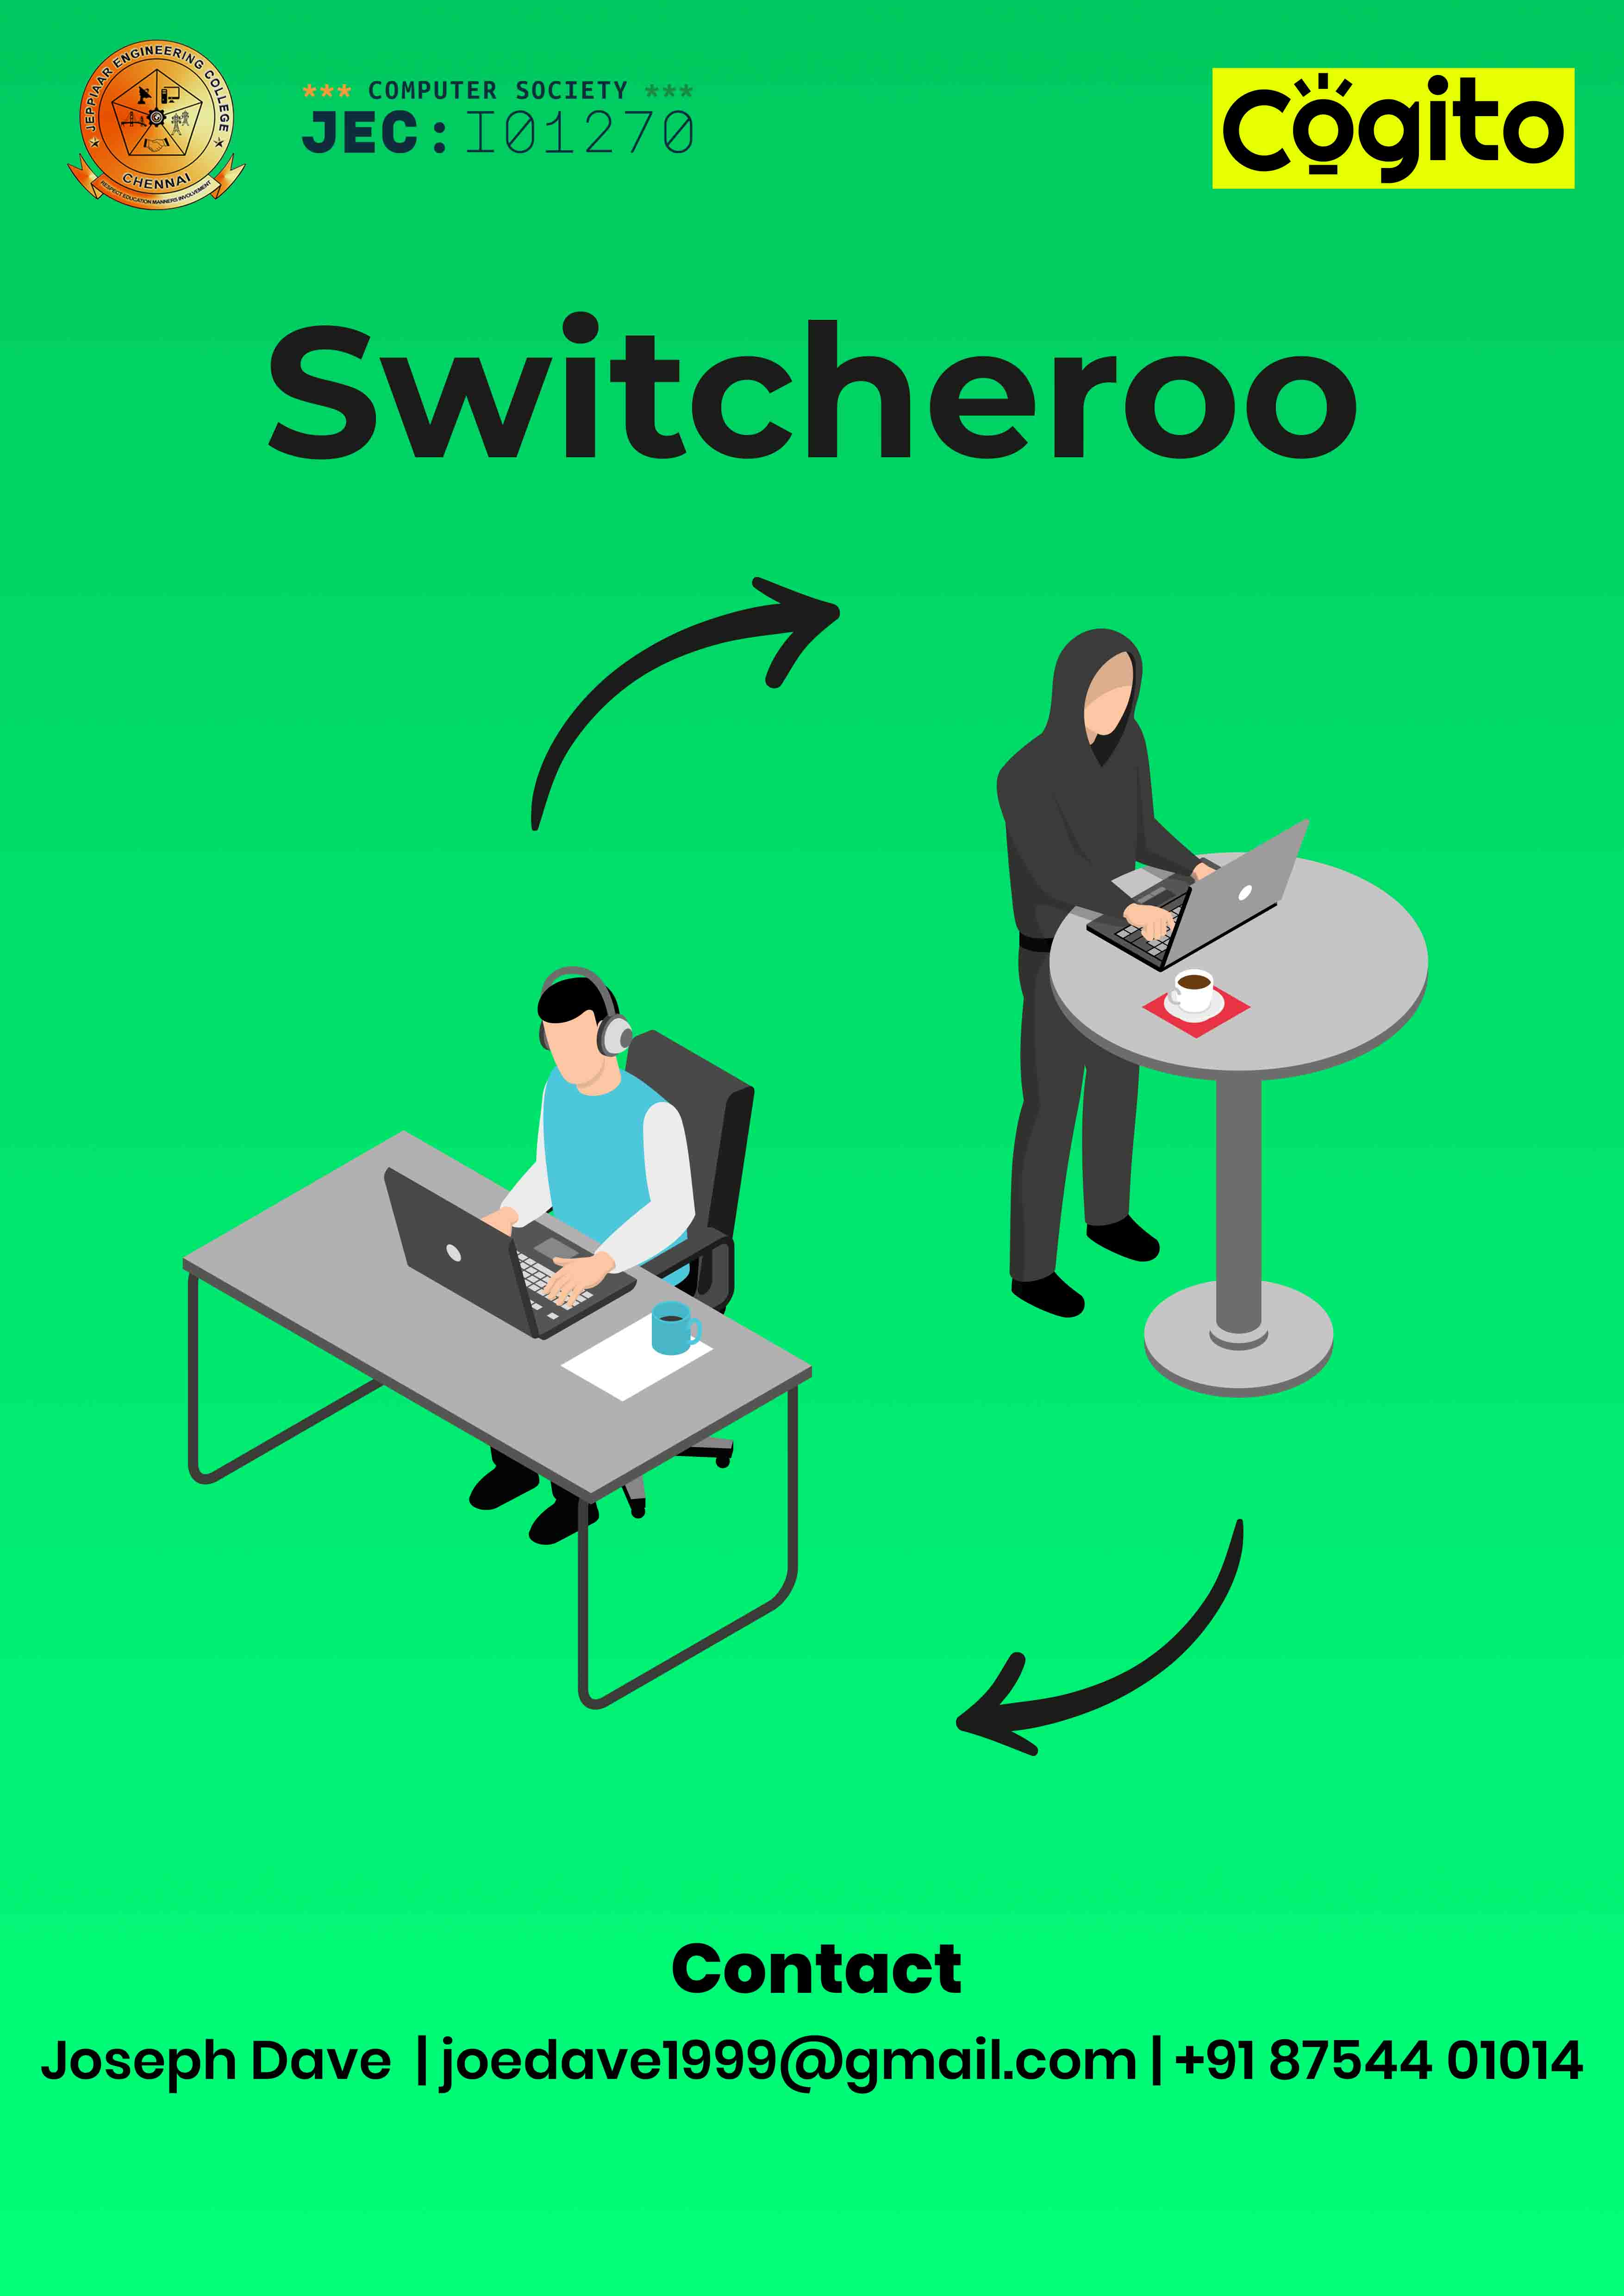 JEPPIAAR ENGINEERING COLLEGE
CHENNAI
RESPECT EDUCATION MANNERS INVOLVEMENT
*** COMPUTER SOCIETY ***
JEC:I01270
Cogito
Switcheroo
Contact
Joseph Dave | joedave1999@gmail.com | +91 87544 01014